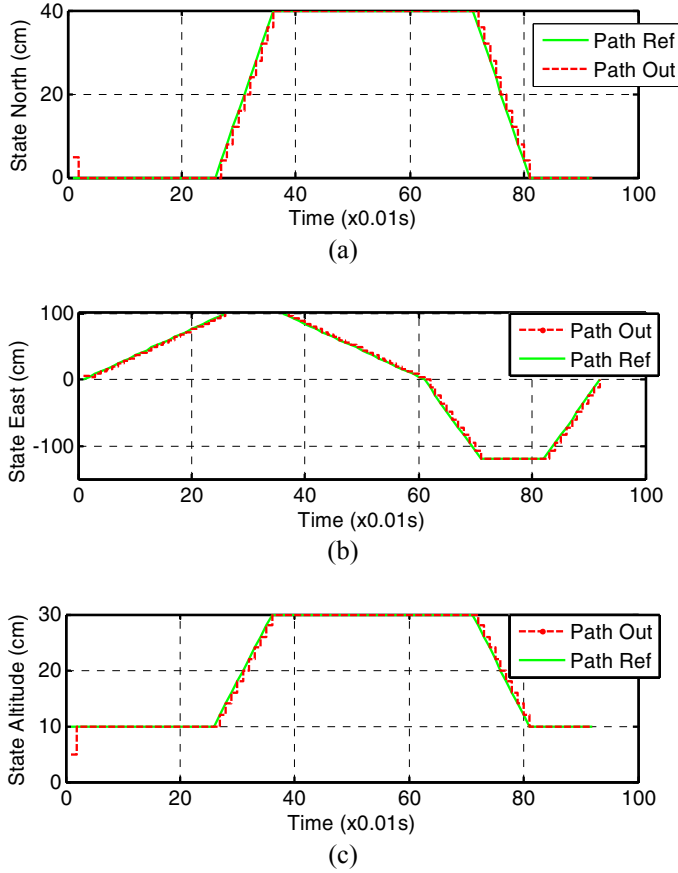 40
20
0
State North (cm)
Path Ref
Path Out
0 20 40 60 80 100
Time (x0.01s)
(a)
100
0
-100
State East (cm)
Path Out
Path Ref
0 20 40 60 80 100
Time (x0.01s)
(b)
30
20
10
0
State Altitude (cm)
Path Out
Path Ref
0 20 40 60 80 100
Time (x0.01s)
(c)